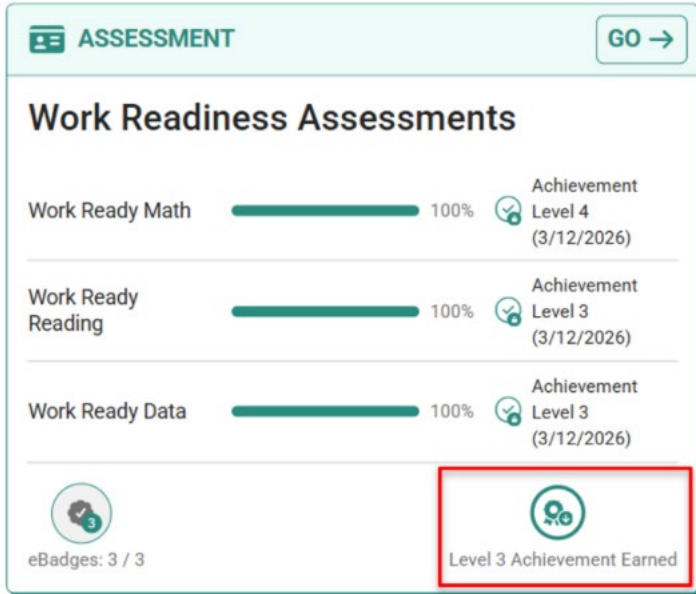 ASSESSMENT
GO →
Work Readiness Assessments
Achievement
Work Ready Math 100% Level 4
(3/12/2026)
Work Ready
Reading
100%
Achievement
Level 3
(3/12/2026)
Work Ready Data 100%
Achievement
Level 3
(3/12/2026)
3
eBadges: 3 / 3
Level 3 Achievement Earned